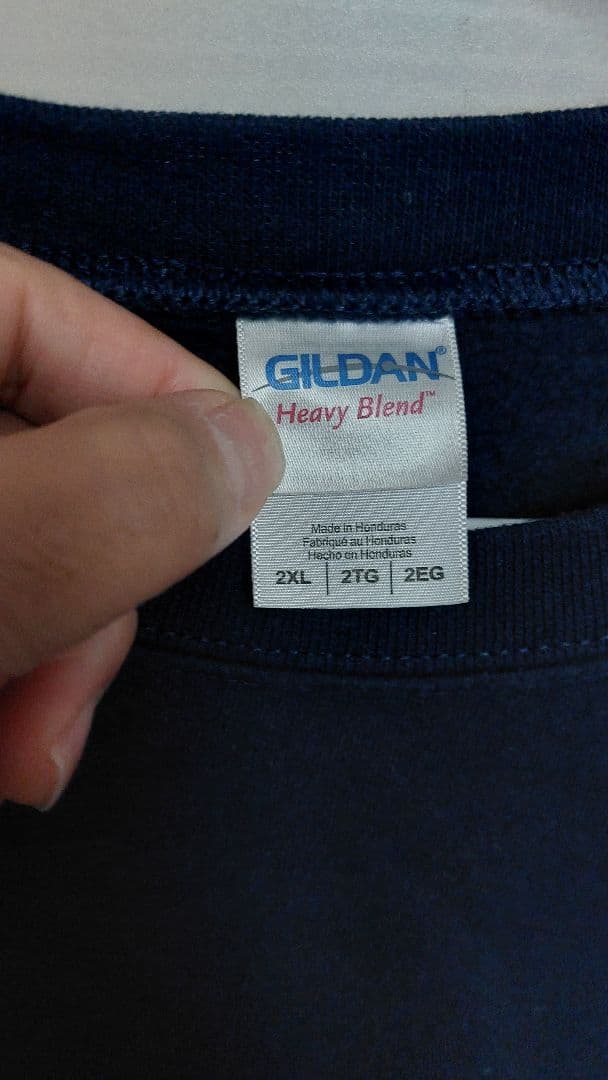 GILDAN®
Heavy Blend™
Made in Honduras
Fabriqué au Honduras
Hecho en Honduras
2XL | 2TG | 2EG